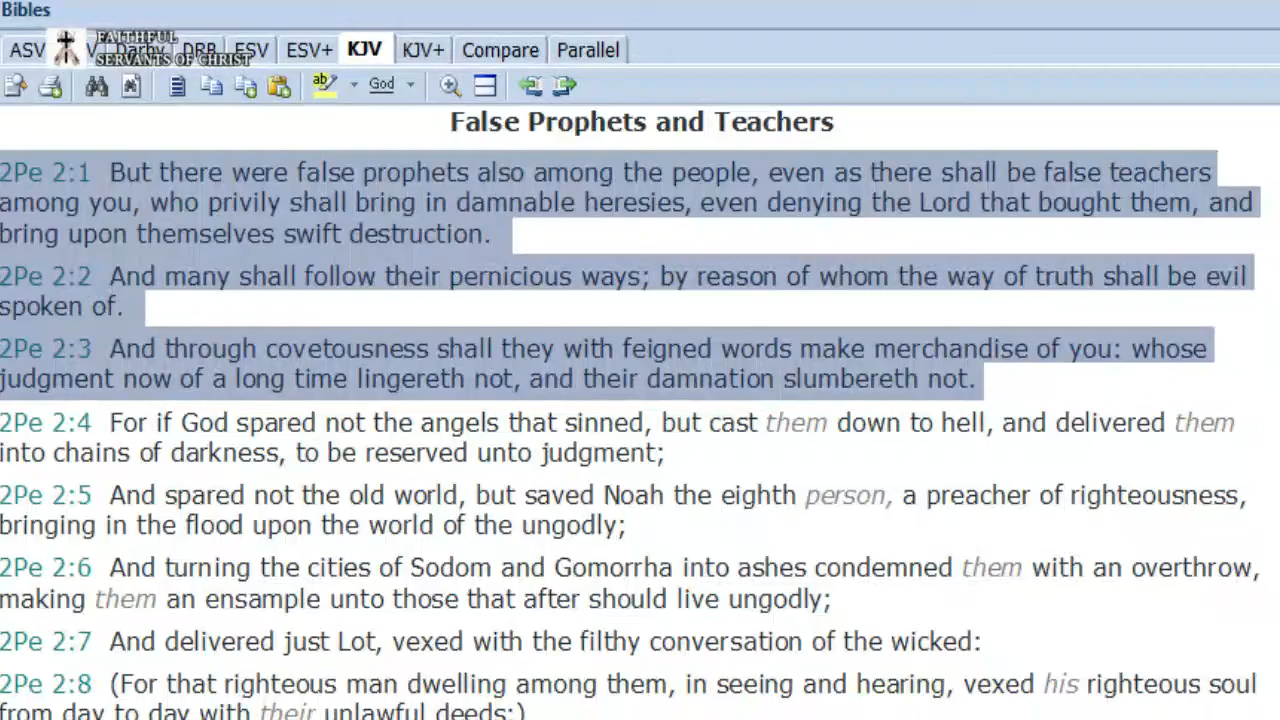 Bibles
ASV Darby DRB ESV ESV+ KJV KJV+ Compare Parallel
FAITHFUL
SERVANTS OF CHRIST
ab God
False Prophets and Teachers
2Pe 2:1 But there were false prophets also among the people, even as there shall be false teachers
among you, who privily shall bring in damnable heresies, even denying the Lord that bought them, and
bring upon themselves swift destruction.
2Pe 2:2 And many shall follow their pernicious ways; by reason of whom the way of truth shall be evil
spoken of.
2Pe 2:3 And through covetousness shall they with feigned words make merchandise of you: whose
judgment now of a long time lingereth not, and their damnation slumbereth not.
2Pe 2:4 For if God spared not the angels that sinned, but cast them down to hell, and delivered them
into chains of darkness, to be reserved unto judgment;
2Pe 2:5 And spared not the old world, but saved Noah the eighth person, a preacher of righteousness,
bringing in the flood upon the world of the ungodly;
2Pe 2:6 And turning the cities of Sodom and Gomorrha into ashes condemned them with an overthrow,
making them an ensample unto those that after should live ungodly;
2Pe 2:7 And delivered just Lot, vexed with the filthy conversation of the wicked:
2Pe 2:8 (For that righteous man dwelling among them, in seeing and hearing, vexed his righteous soul
from day to day with their unlawful deeds;)